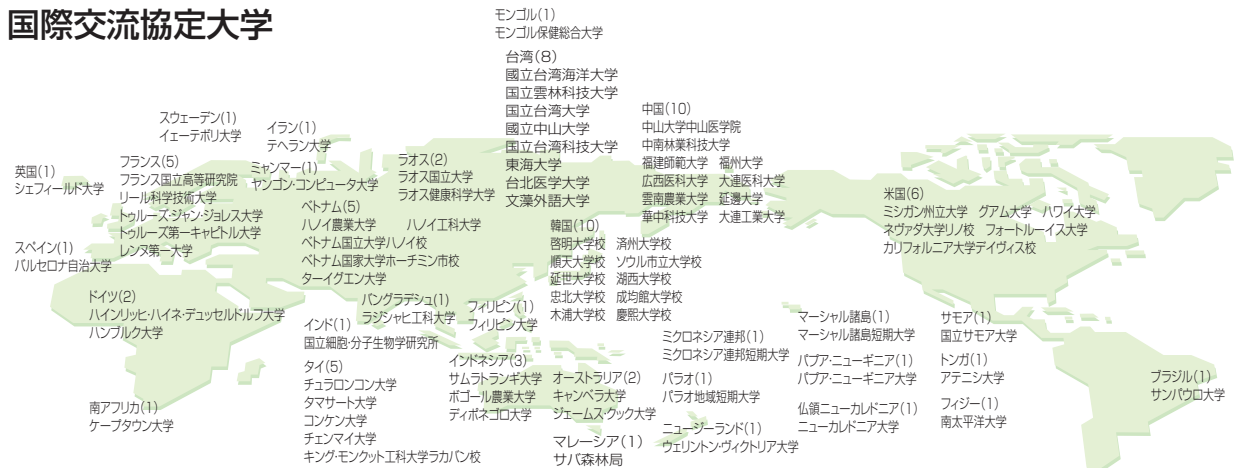 国際交流協定大学
モンゴル(1)
モンゴル保健総合大学
台湾(8)
國立台湾海洋大学
国立雲林科技大学
国立台湾大学
國立中山大学
国立台湾科技大学
東海大学
台北医学大学
文藻外語大学
中国(10)
中山大学中山医学院
中南林業科技大学
福建師範大学 福州大学
広西医科大学 大連医科大学
雲南農業大学 延邊大学
華中科技大学 大連工業大学
スウェーデン(1)
イェーテボリ大学
イラン(1)
テヘラン大学
英国(1)
シェフィールド大学
フランス(5)
フランス国立高等研究院
リール科学技術大学
トゥルーズ・ジャン・ジョレス大学
トゥルーズ第一キャピトル大学
レンヌ第一大学
ミャンマー(1)
ヤンゴン・コンピュータ大学
ラオス(2)
ラオス国立大学
ラオス健康科学大学
ベトナム(5)
ハノイ農業大学 ハノイ工科大学
ベトナム国立大学ハノイ校
ベトナム国家大学ホーチミン市校
ターイグエン大学
韓国(10)
啓明大学校 済州大学校
順天大学校 ソウル市立大学校
延世大学校 湖西大学校
忠北大学校 成均館大学校
木浦大学校 慶熙大学校
米国(6)
ミシガン州立大学 グアム大学 ハワイ大学
ネヴァダ大学リノ校 フォートルーイス大学
カリフォルニア大学デイヴィス校
スペイン(1)
バルセロナ自治大学
ドイツ(2)
ハインリッヒ・ハイネ・デュッセルドルフ大学
ハンブルク大学
バングラデシュ(1)
ラジシャヒ工科大学
フィリピン(1)
フィリピン大学
インド(1)
国立細胞・分子生物学研究所
タイ(5)
チュラロンコン大学
タマサート大学
コンケン大学
チェンマイ大学
キング・モンクット工科大学ラカバン校
インドネシア(3)
サムラトランギ大学
ボゴール農業大学
ディポネゴロ大学
オーストラリア(2)
キャンベラ大学
ジェームス・クック大学
マレーシア(1)
サバ森林局
ミクロネシア連邦(1)
ミクロネシア連邦短期大学
パラオ(1)
パラオ地域短期大学
ニュージーランド(1)
ウェリントン・ヴィクトリア大学
マーシャル諸島(1)
マーシャル諸島短期大学
パプア・ニューギニア(1)
パプア・ニューギニア大学
仏領ニューカレドニア(1)
ニューカレドニア大学
サモア(1)
国立サモア大学
トンガ(1)
アテニシ大学
フィジー(1)
南太平洋大学
ブラジル(1)
サンパウロ大学
南アフリカ(1)
ケープタウン大学